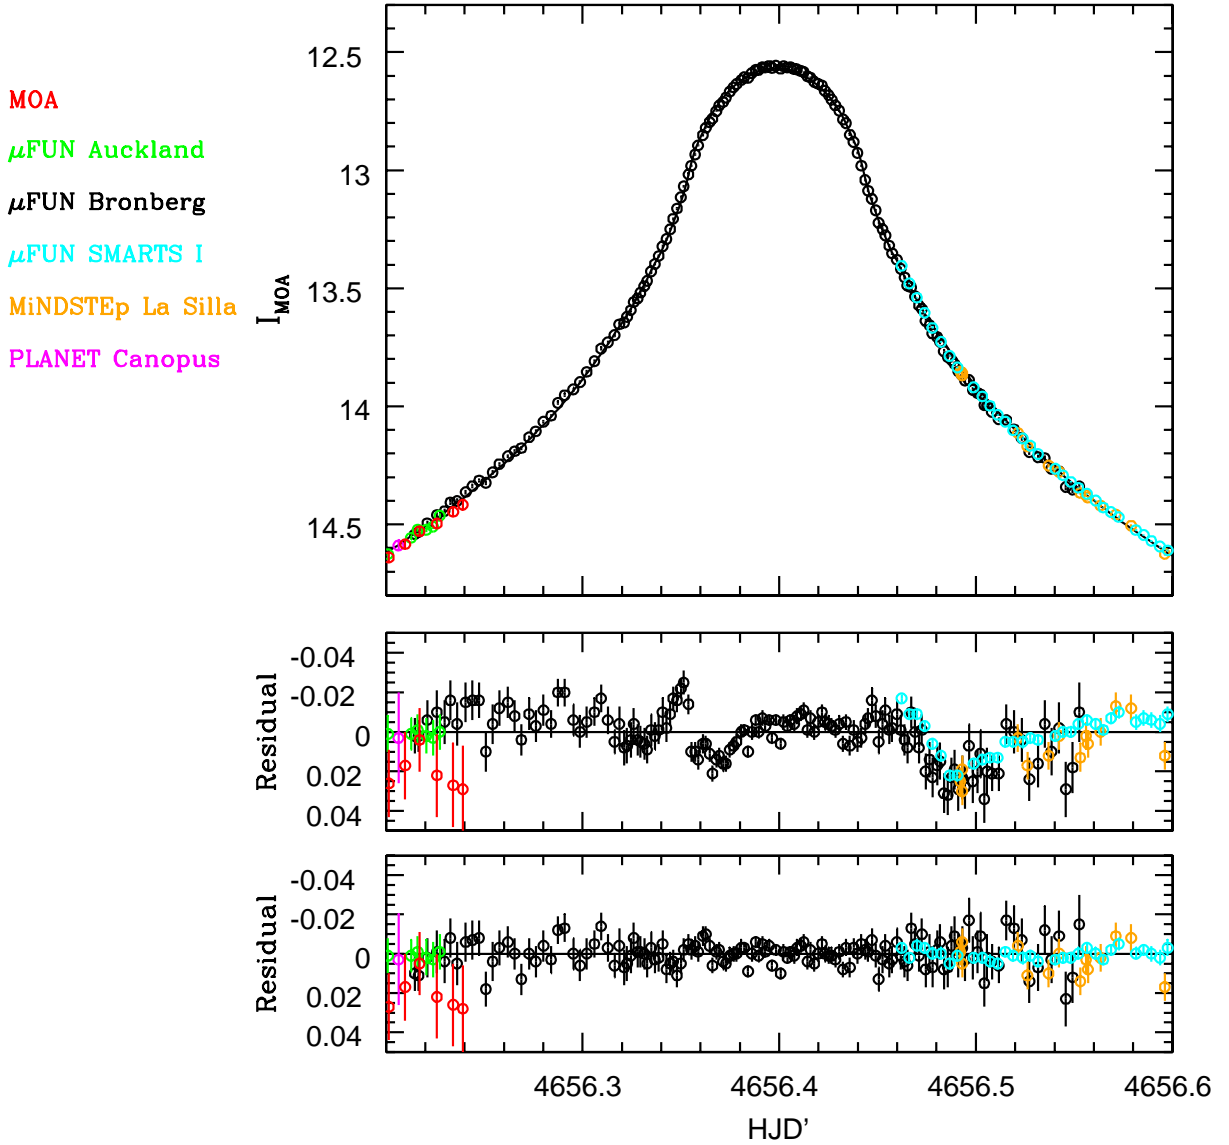 MOA
μFUN Auckland
μFUN Bronberg
μFUN SMARTS I
MiNDSTEp La Silla
PLANET Canopus
I_MOA
12.5
13
13.5
14
14.5
Residual
-0.04
-0.02
0
0.02
0.04
Residual
-0.04
-0.02
0
0.02
0.04
4656.3
4656.4
4656.5
4656.6
HJD'